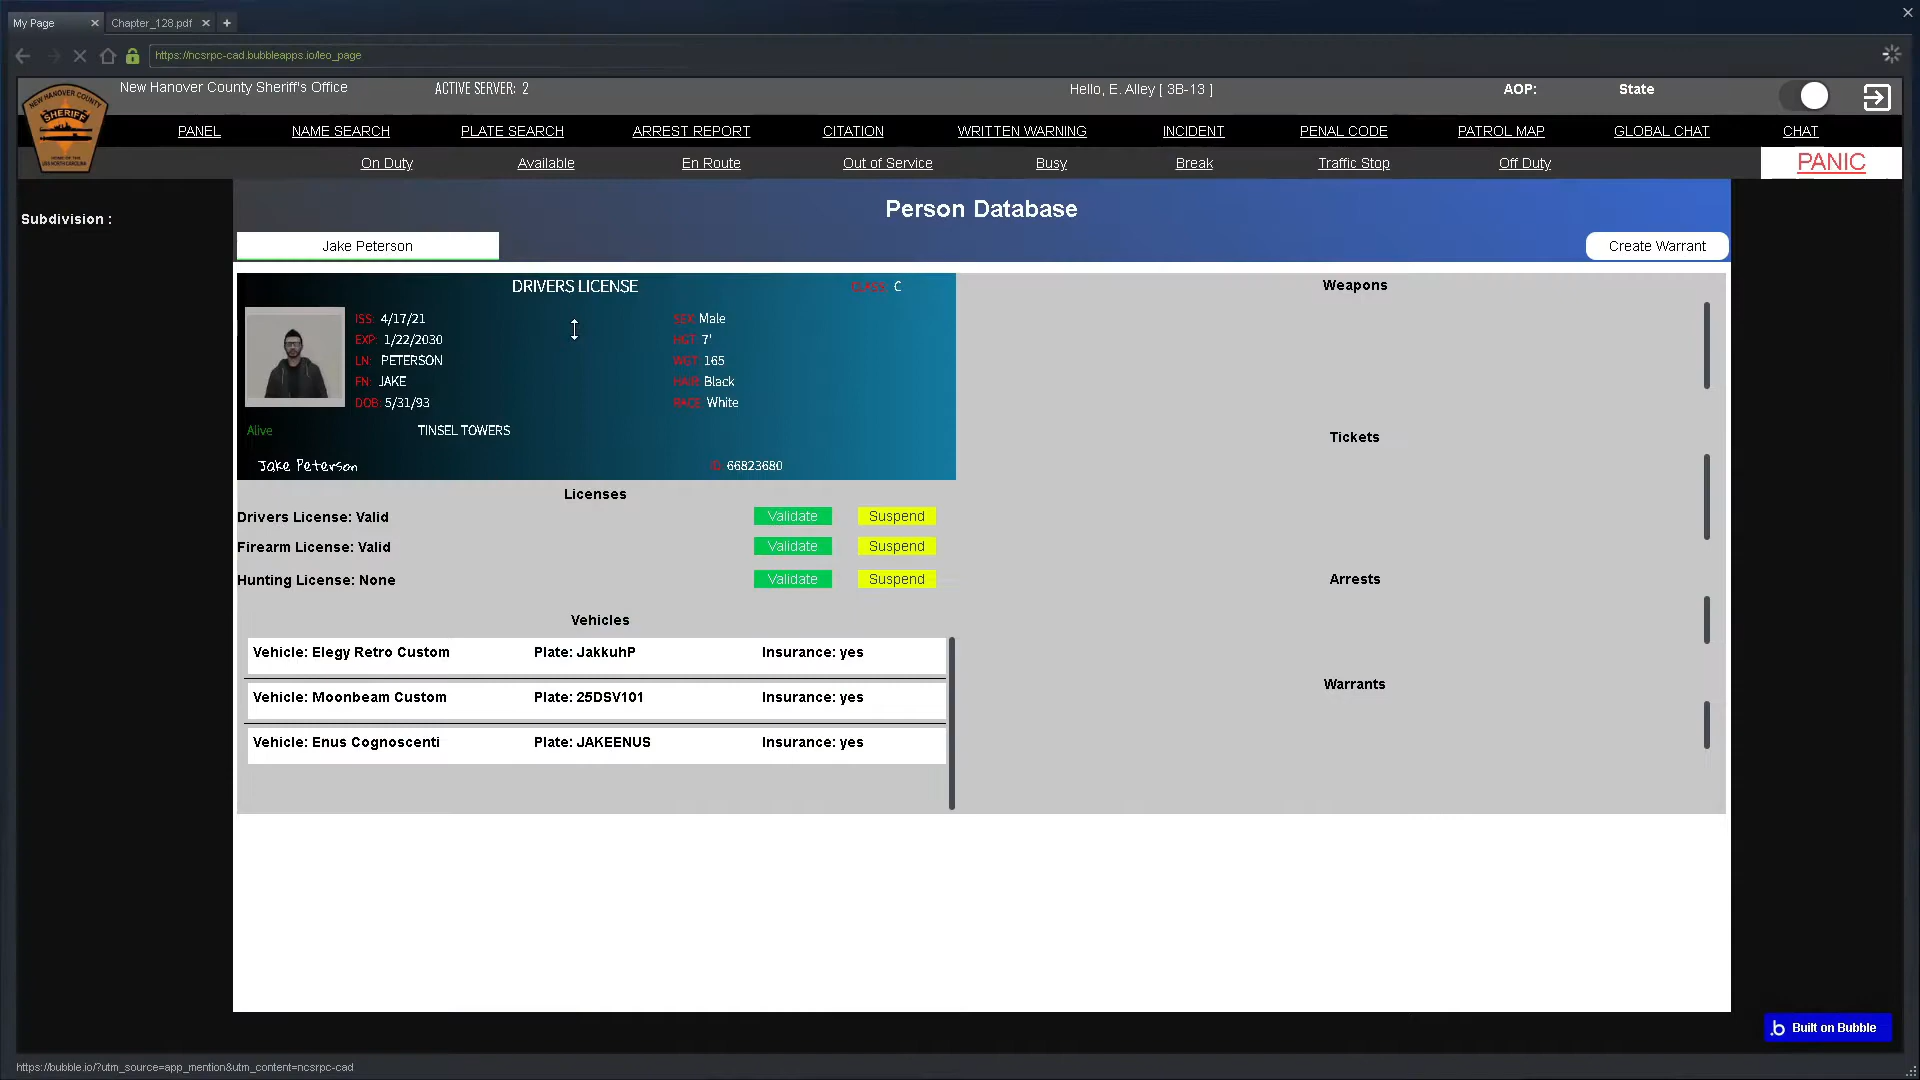 My Page
Chapter_128.pdf
https://ncsrpc-cad.bubbleapps.io/leo_page
NEW HANOVER COUNTY
SHERIFF
New Hanover County Sheriff's Office
ACTIVE SERVER: 2
Hello, E. Alley [ 3B-13 ]
AOP:
State
PANEL
NAME SEARCH
PLATE SEARCH
ARREST REPORT
CITATION
WRITTEN WARNING
INCIDENT
PENAL CODE
PATROL MAP
GLOBAL CHAT
CHAT
On Duty
Available
En Route
Out of Service
Busy
Break
Traffic Stop
Off Duty
PANIC
Subdivision :
Person Database
Jake Peterson
Create Warrant
DRIVERS LICENSE
CLASS: C
ISS: 4/17/21
SEX: Male
EXP: 1/22/2030
HGT: 7'
LN: PETERSON
WGT: 165
FN: JAKE
HAIR: Black
DOB: 5/31/93
RACE: White
Alive
TINSEL TOWERS
Jake Peterson
ID: 66823680
Licenses
Drivers License: Valid
Validate
Suspend
Firearm License: Valid
Validate
Suspend
Hunting License: None
Validate
Suspend
Vehicles
Vehicle: Elegy Retro Custom
Plate: JakkuhP
Insurance: yes
Vehicle: Moonbeam Custom
Plate: 25DSV101
Insurance: yes
Vehicle: Enus Cognoscenti
Plate: JAKEENUS
Insurance: yes
Weapons
Tickets
Arrests
Warrants
Built on Bubble
https://bubble.io/?utm_source=app_mention&utm_content=ncsrpc-cad